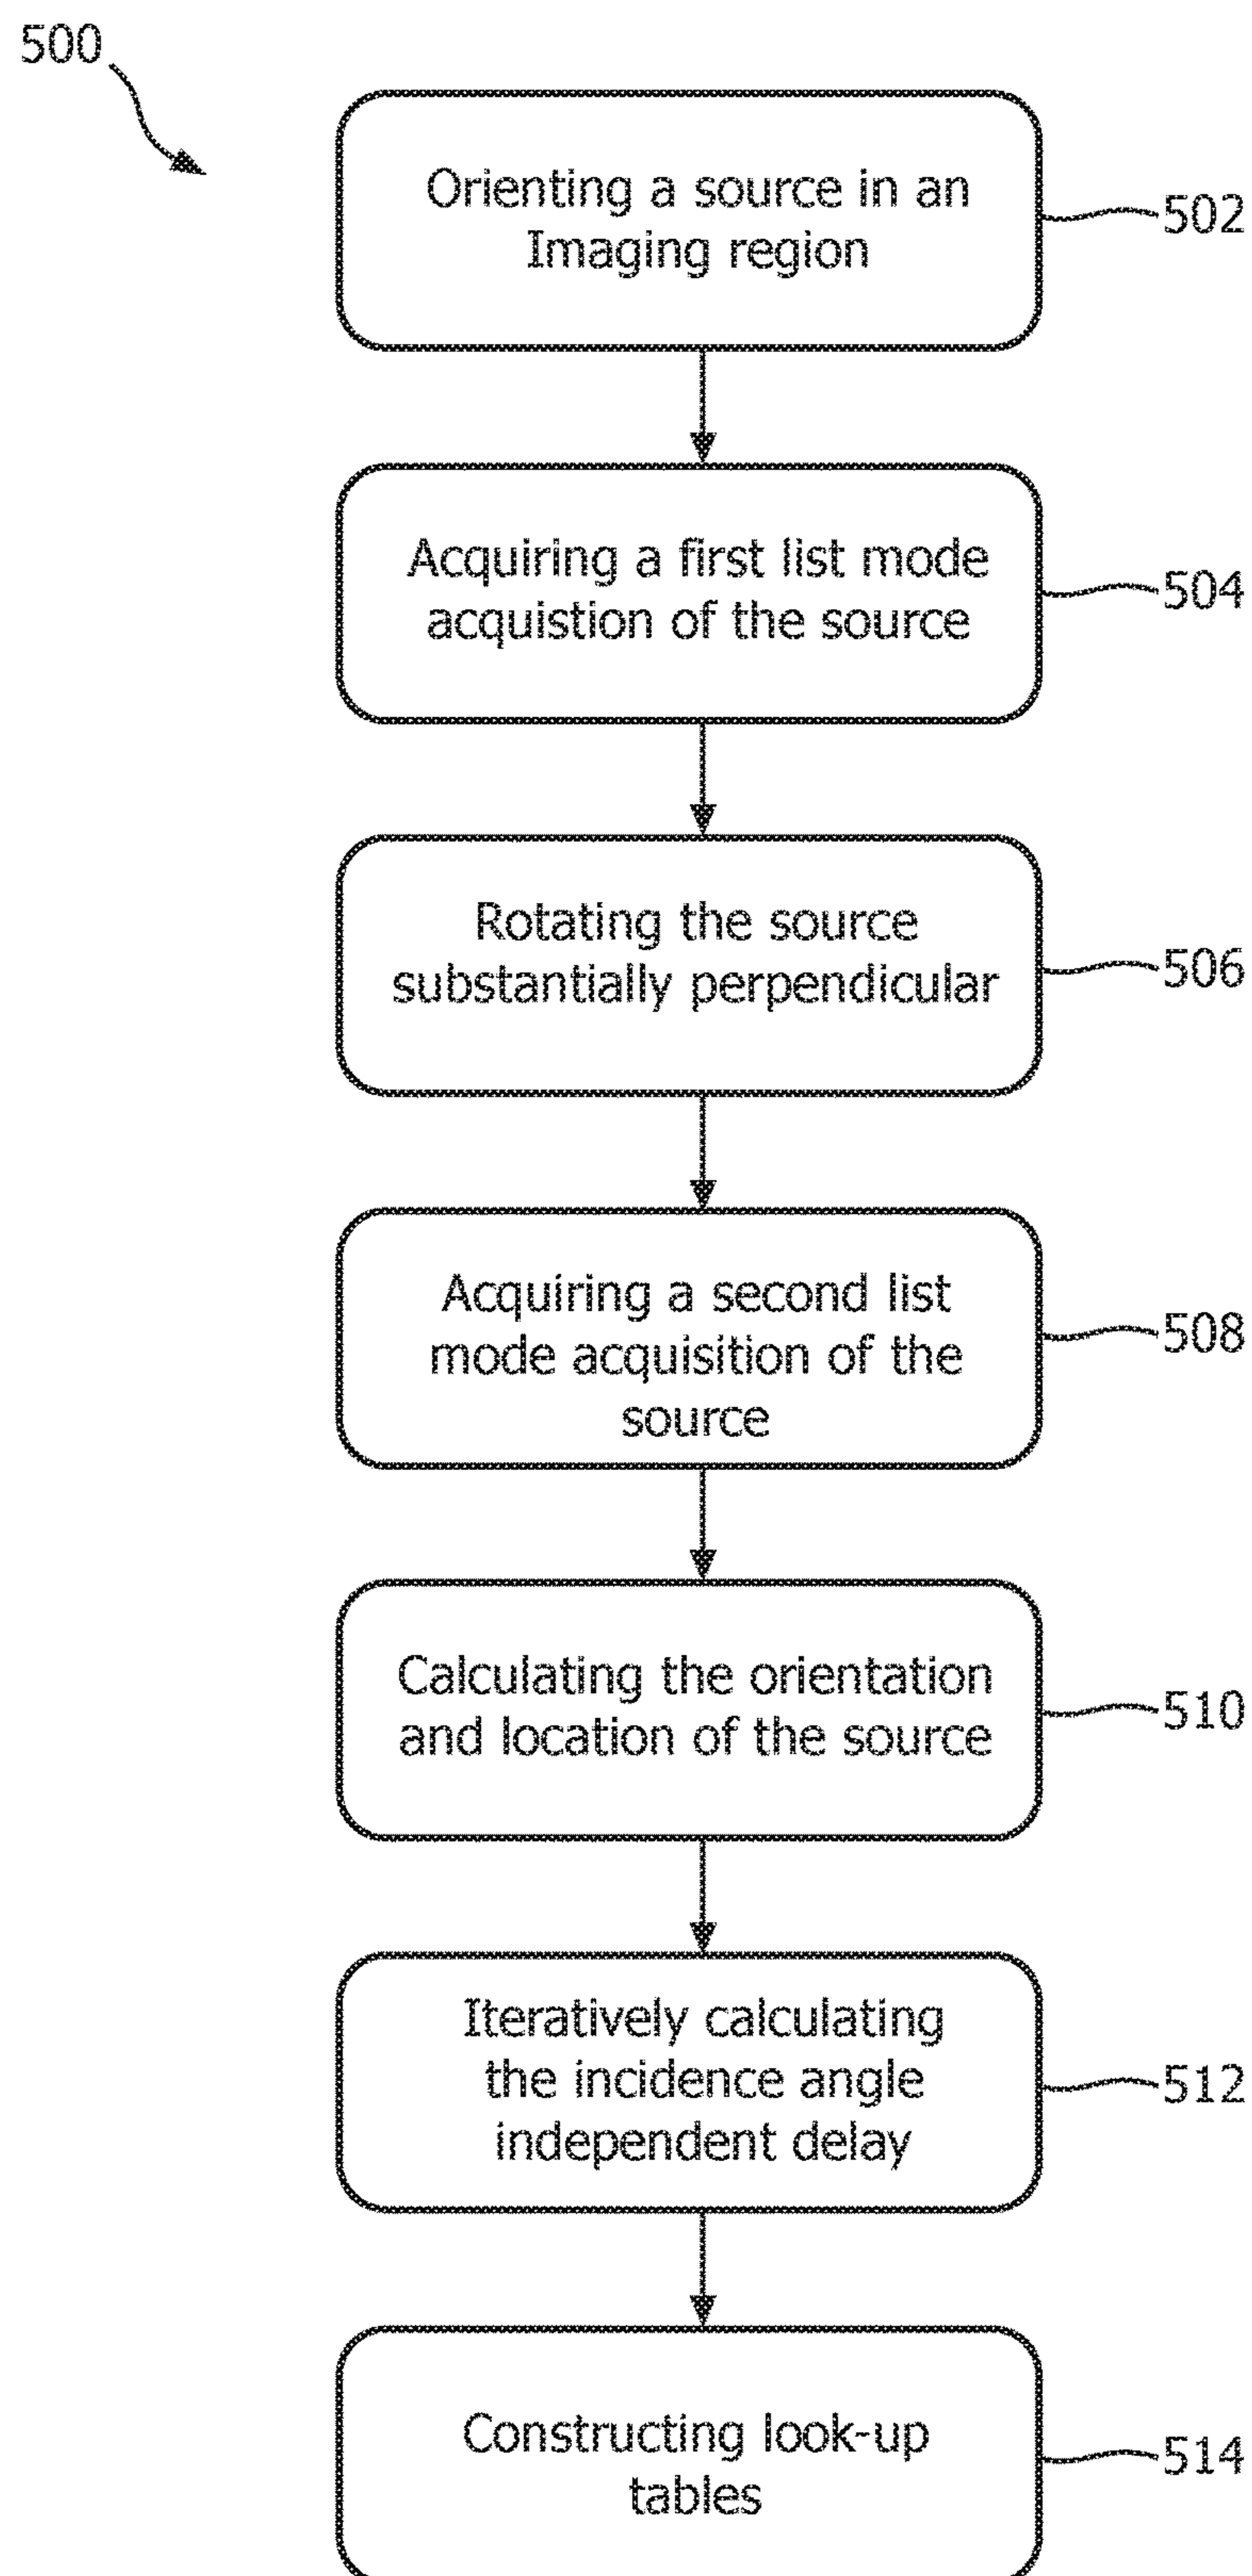 500
Orienting a source in an
Imaging region
502
Acquiring a first list mode
acquistion of the source
504
Rotating the source
substantially perpendicular
506
Acquiring a second list
mode acquisition of the
source
508
Calculating the orientation
and location of the source
510
Iteratively calculating
the incidence angle
independent delay
512
Constructing look-up
tables
514